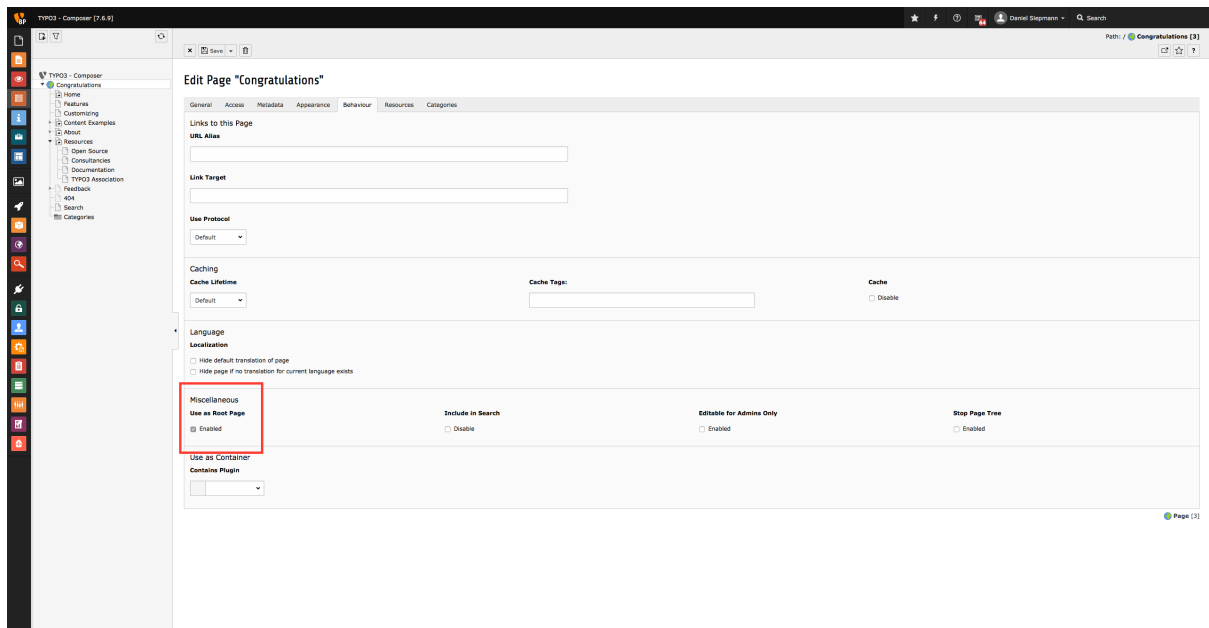 TYPO3 - Composer [7.6.9]
64
Daniel Siepmann
Search
Path: / Congratulations [3]
Save
?
TYPO3 - Composer
Congratulations
Home
Features
Customizing
Content Examples
About
Resources
Open Source
Consultancies
Documentation
TYPO3 Association
Feedback
404
Search
Categories
Edit Page "Congratulations"
General Access Metadata Appearance Behaviour Resources Categories
Links to this Page
URL Alias
Link Target
Use Protocol
Default
Caching
Cache Lifetime Cache Tags: Cache
Default Disable
Language
Localization
Hide default translation of page
Hide page if no translation for current language exists
Miscellaneous
Use as Root Page Include in Search Editable for Admins Only Stop Page Tree
Enabled Disable Enabled Enabled
Use as Container
Contains Plugin
Page [3]